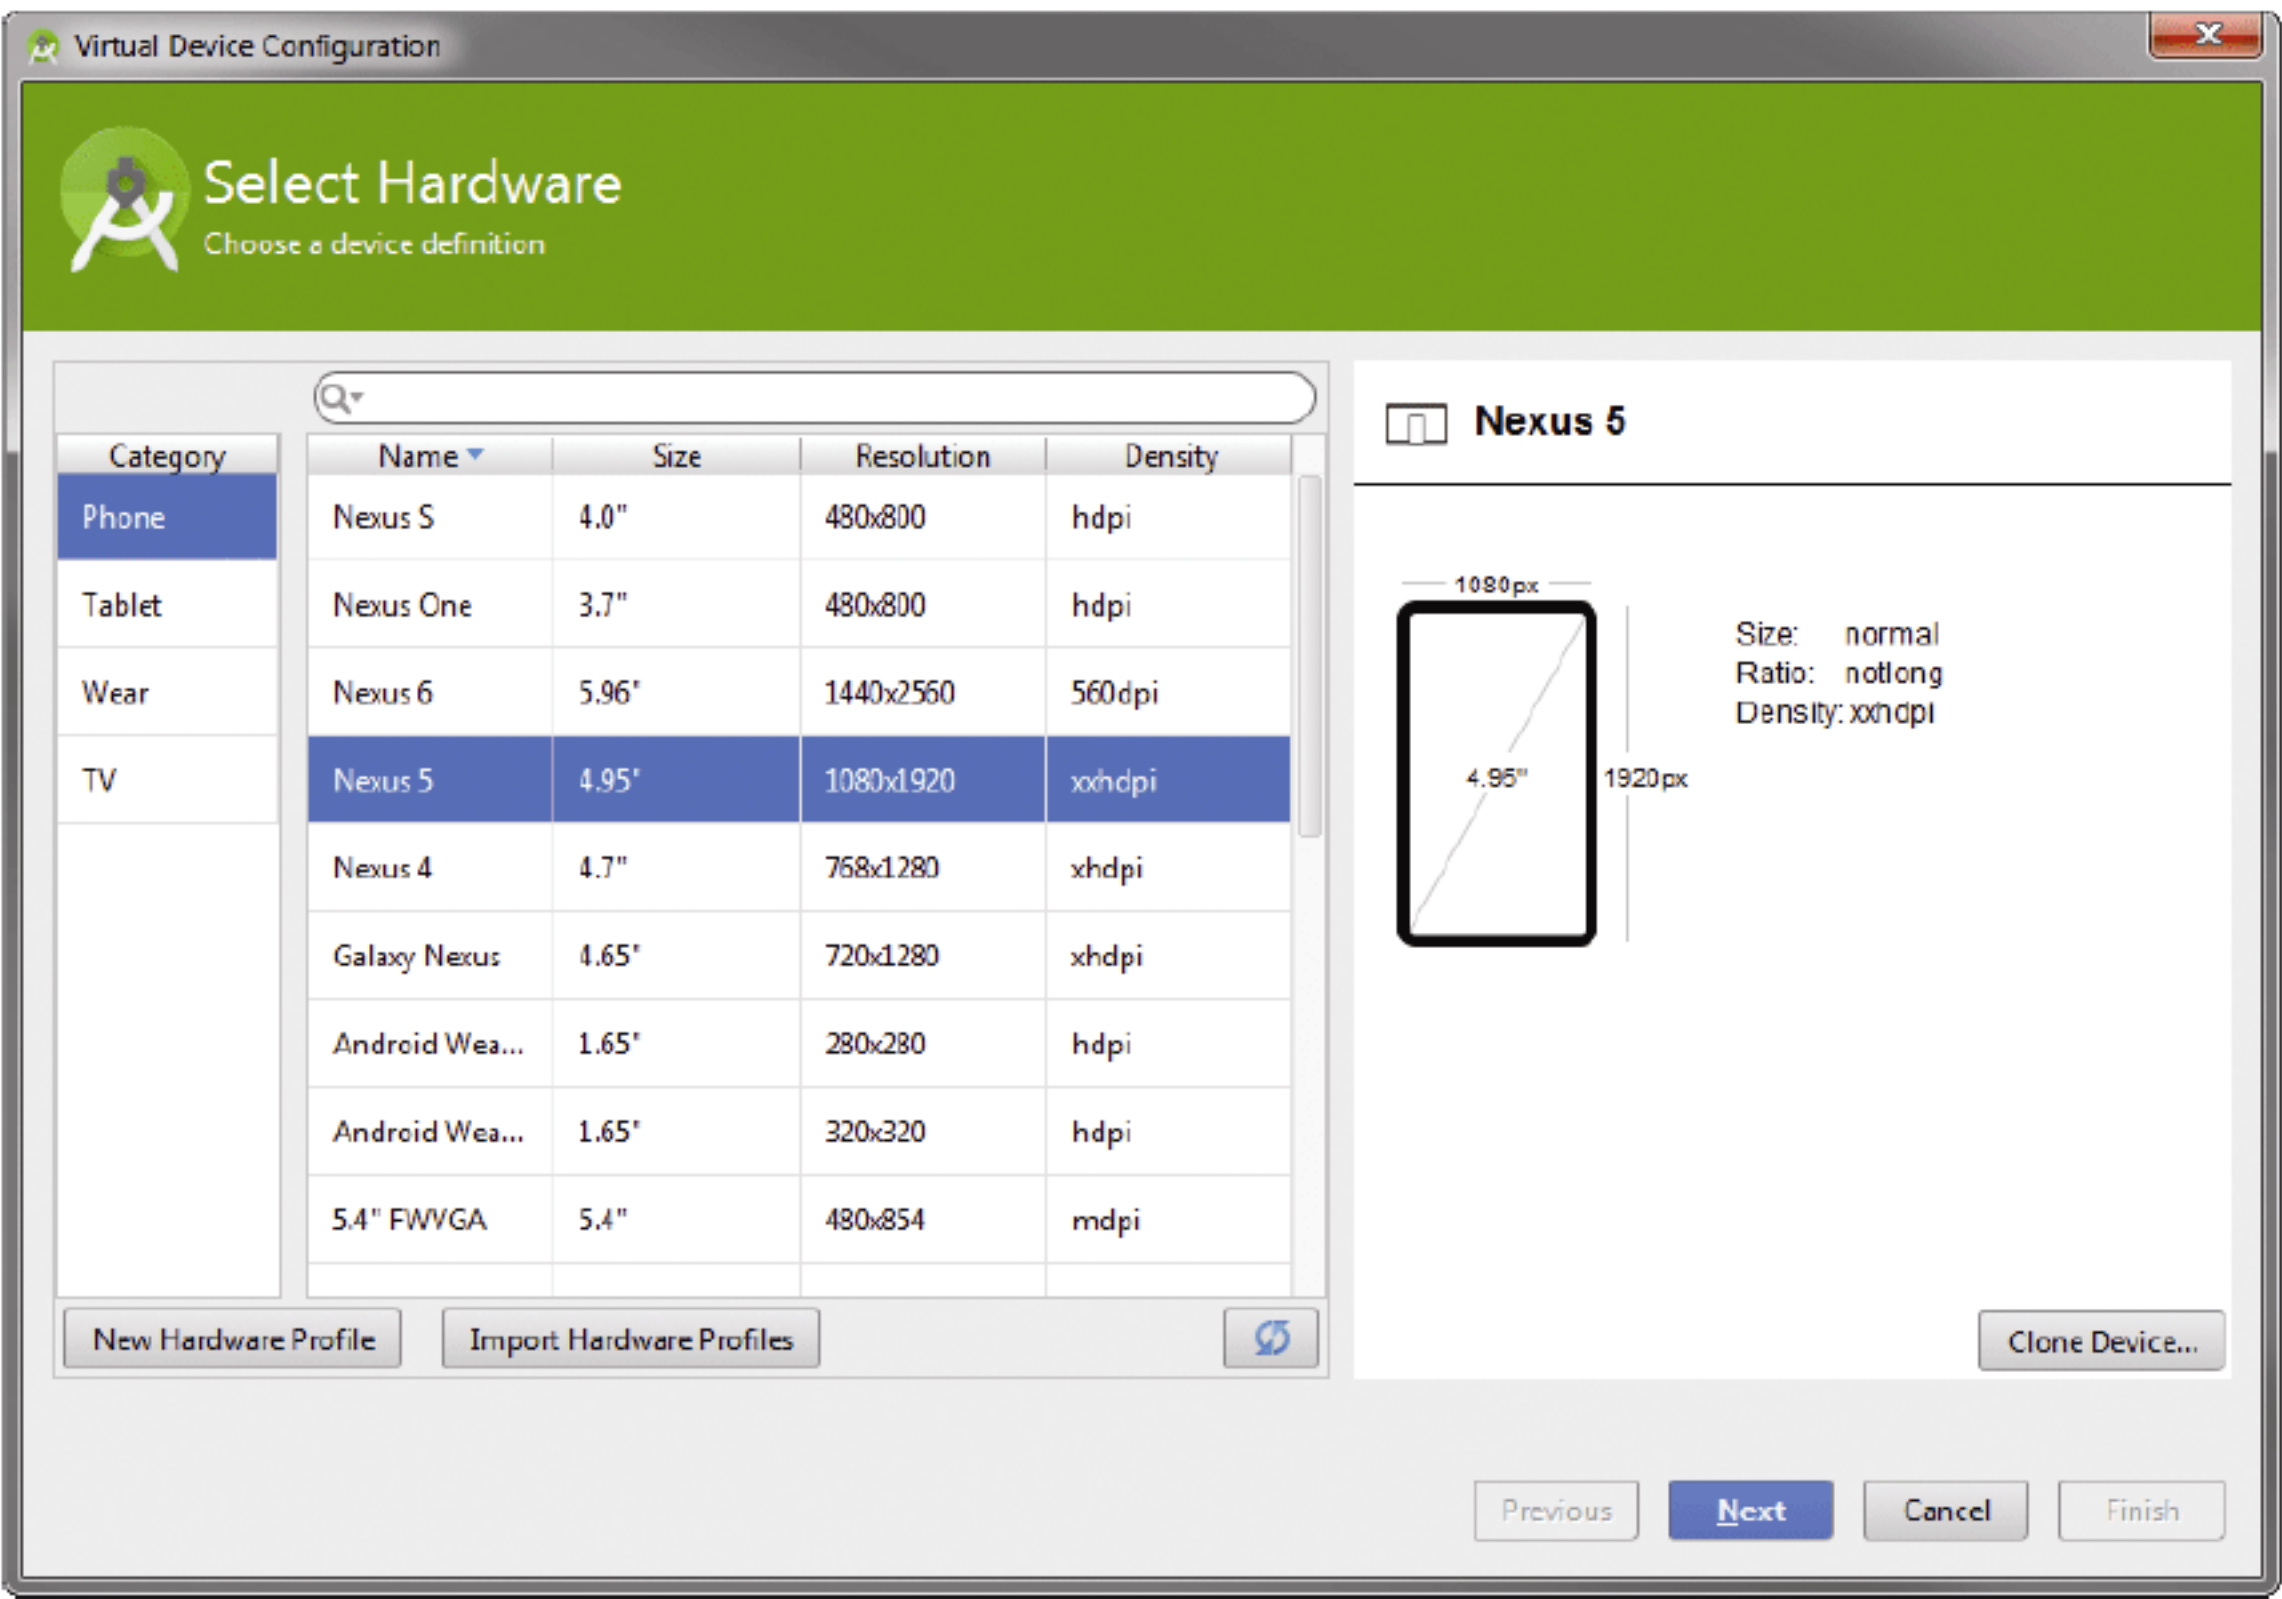 Virtual Device Configuration
Select Hardware
Choose a device definition
Category
Phone
Tablet
Wear
TV
Name Size Resolution Density
Nexus S 4.0" 480x800 hdpi
Nexus One 3.7" 480x800 hdpi
Nexus 6 5.96" 1440x2560 560dpi
Nexus 5 4.95" 1080x1920 xxhdpi
Nexus 4 4.7" 768x1280 xhdpi
Galaxy Nexus 4.65" 720x1280 xhdpi
Android Wea... 1.65" 280x280 hdpi
Android Wea... 1.65" 320x320 hdpi
5.4" FWVGA 5.4" 480x854 mdpi
New Hardware Profile Import Hardware Profiles
Nexus 5
1080px
4.95"
1920px
Size: normal
Ratio: notlong
Density: xxhdpi
Clone Device...
Previous Next Cancel Finish